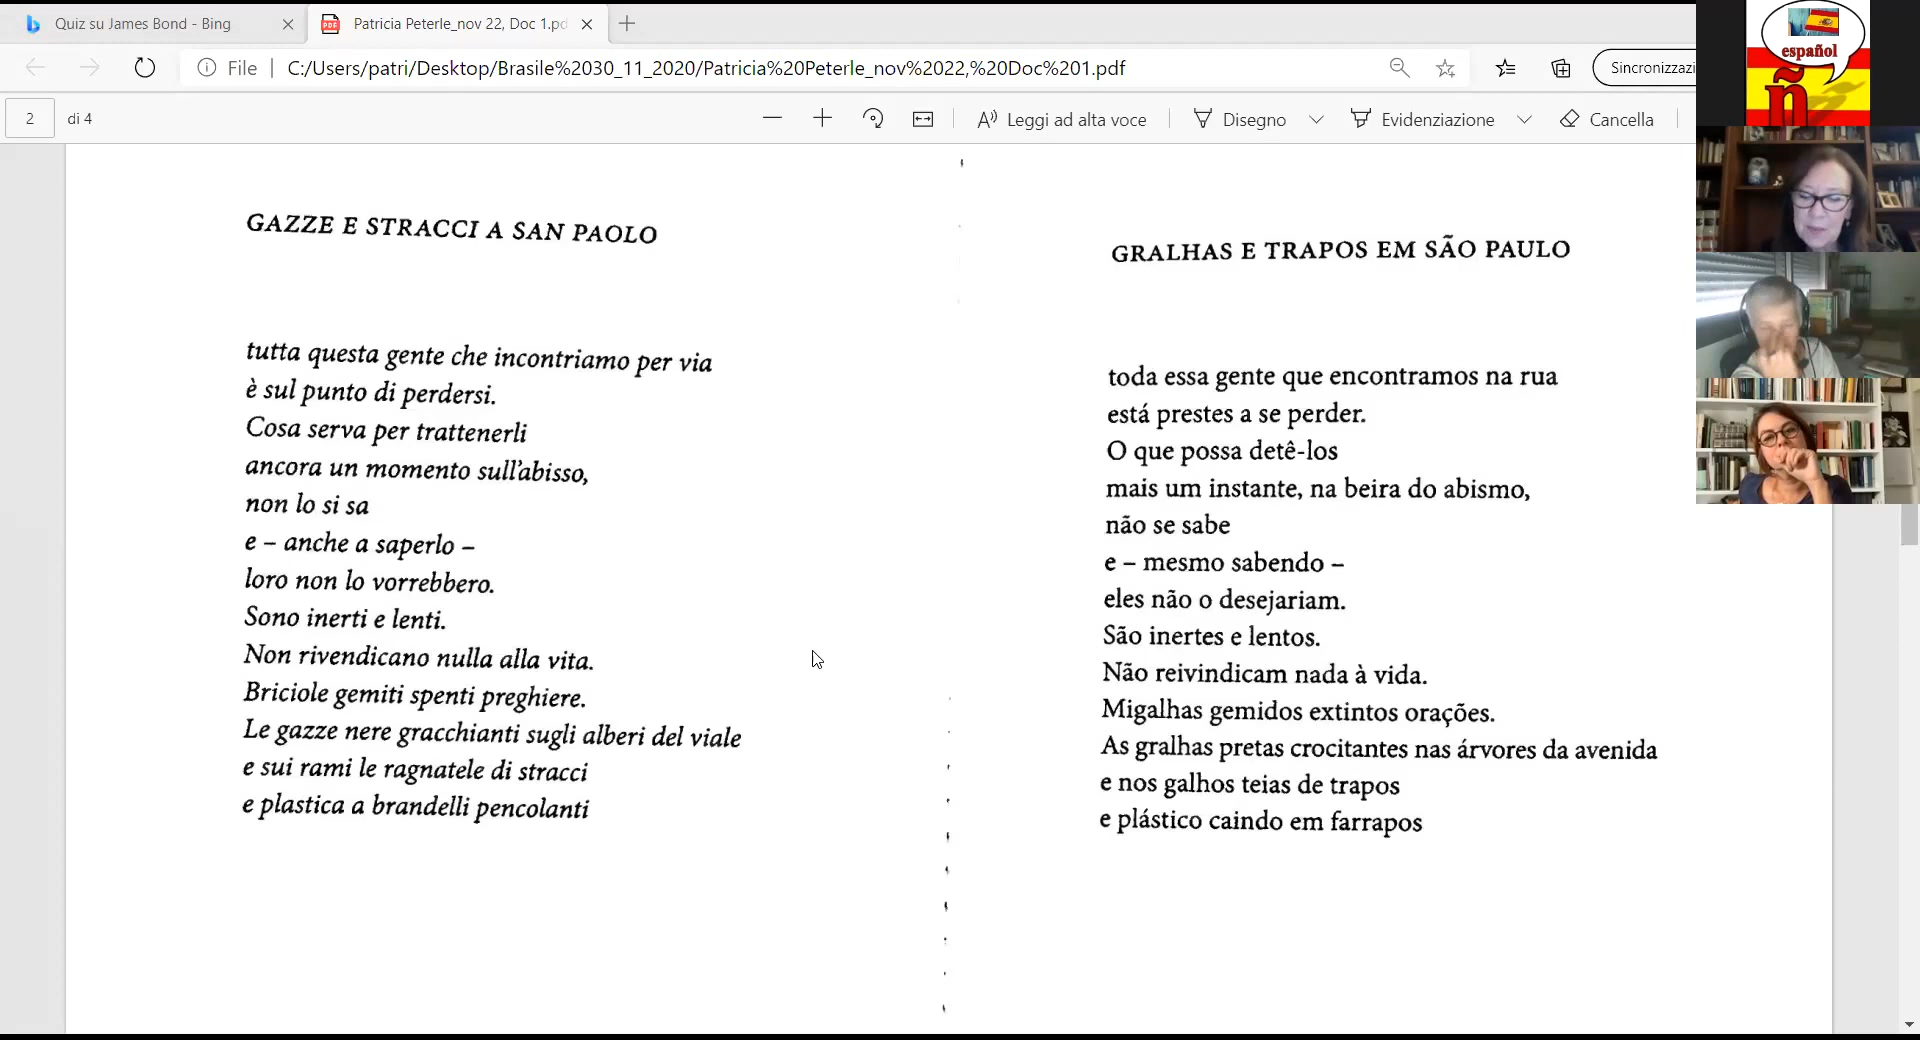 Quiz su James Bond - Bing
Patricia Peterle_nov 22, Doc 1.pd
File
C:/Users/patri/Desktop/Brasile%2030_11_2020/Patricia%20Peterle_nov%2022,%20Doc%201.pdf
Sincronizzazi
2 di 4
Leggi ad alta voce
Disegno
Evidenziazione
Cancella
español
ñ
GAZZE E STRACCI A SAN PAOLO
tutta questa gente che incontriamo per via
è sul punto di perdersi.
Cosa serva per trattenerli
ancora un momento sull'abisso,
non lo si sa
e – anche a saperlo –
loro non lo vorrebbero.
Sono inerti e lenti.
Non rivendicano nulla alla vita.
Briciole gemiti spenti preghiere.
Le gazze nere gracchianti sugli alberi del viale
e sui rami le ragnatele di stracci
e plastica a brandelli pencolanti
GRALHAS E TRAPOS EM SÃO PAULO
toda essa gente que encontramos na rua
está prestes a se perder.
O que possa detê-los
mais um instante, na beira do abismo,
não se sabe
e – mesmo sabendo –
eles não o desejariam.
São inertes e lentos.
Não reivindicam nada à vida.
Migalhas gemidos extintos orações.
As gralhas pretas crocitantes nas árvores da avenida
e nos galhos teias de trapos
e plástico caindo em farrapos